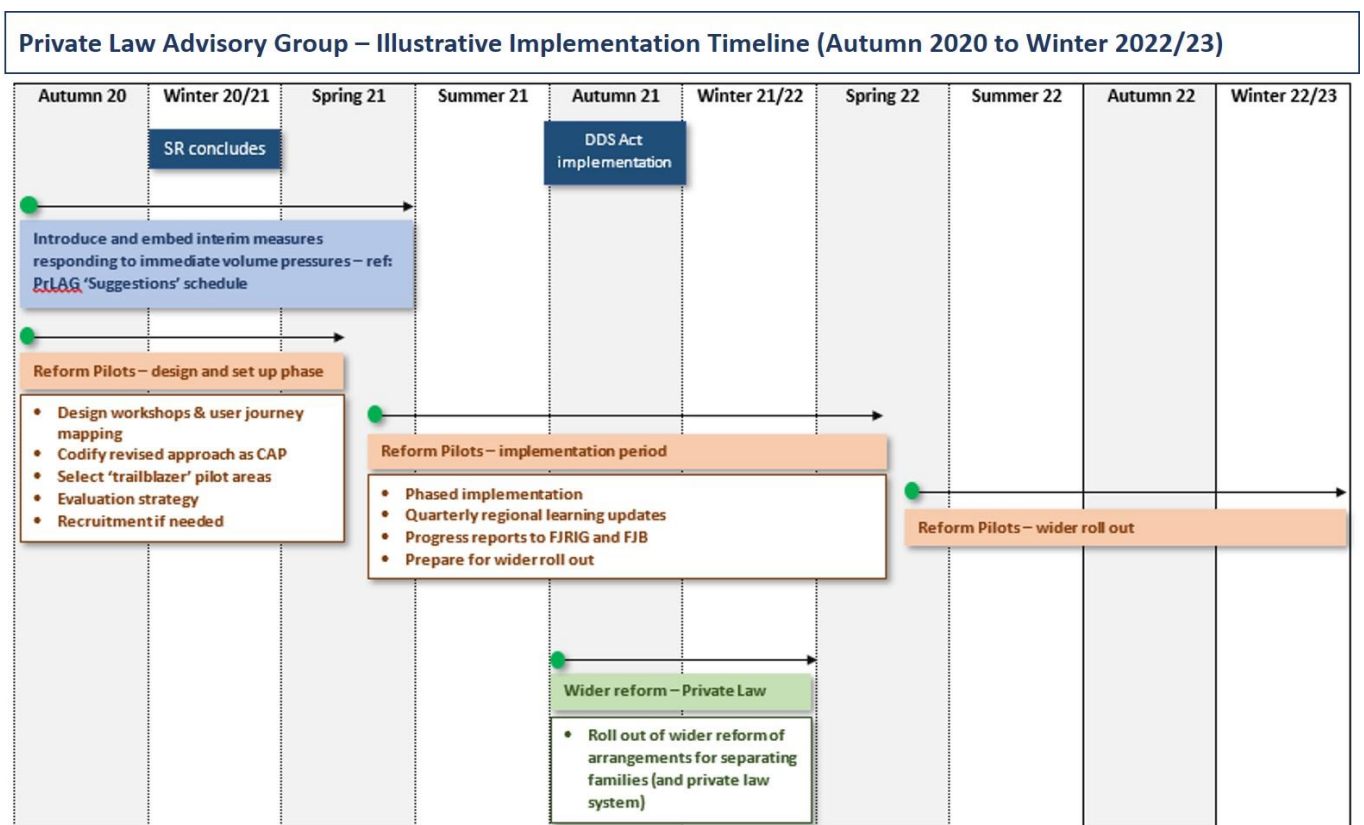 Private Law Advisory Group – Illustrative Implementation Timeline (Autumn 2020 to Winter 2022/23)
Autumn 20 Winter 20/21 Spring 21 Summer 21 Autumn 21 Winter 21/22 Spring 22 Summer 22 Autumn 22 Winter 22/23
SR concludes
DDS Act
implementation
Introduce and embed interim measures
responding to immediate volume pressures – ref:
PrLAG ‘Suggestions’ schedule
Reform Pilots – design and set up phase
• Design workshops & user journey
mapping
• Codify revised approach as CAP
• Select ‘trailblazer’ pilot areas
• Evaluation strategy
• Recruitment if needed
Reform Pilots – implementation period
• Phased implementation
• Quarterly regional learning updates
• Progress reports to FJRIG and FJB
• Prepare for wider roll out
Reform Pilots – wider roll out
Wider reform – Private Law
• Roll out of wider reform of
arrangements for separating
families (and private law
system)